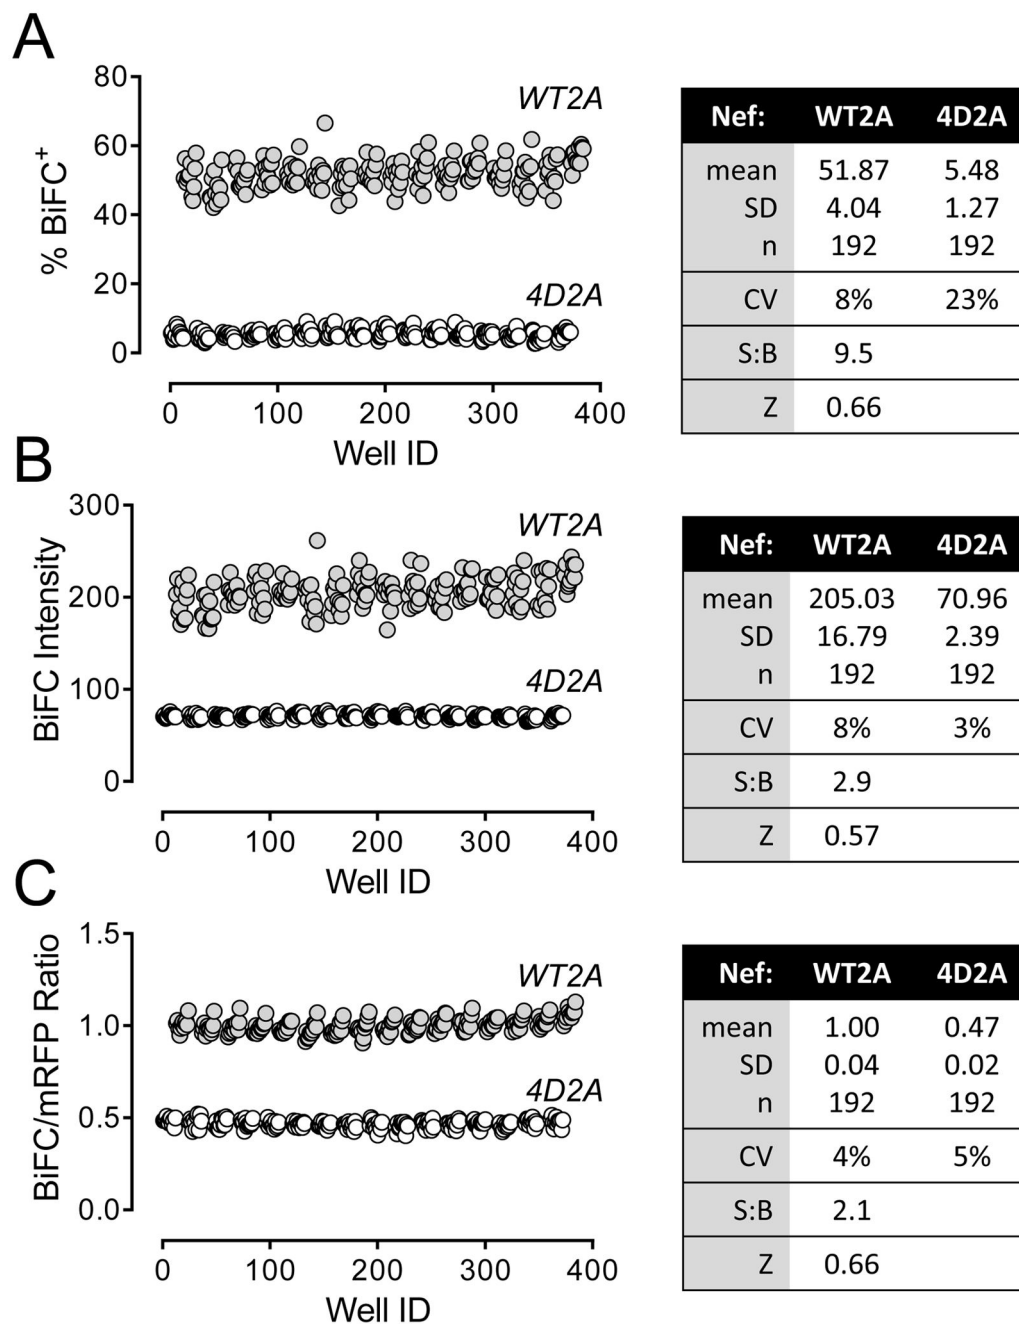 A
80
60
40
20
0
% BiFC+
WT2A
4D2A
0 100 200 300 400
Well ID
Nef: WT2A 4D2A
mean 51.87 5.48
SD 4.04 1.27
n 192 192
CV 8% 23%
S:B 9.5
Z 0.66
B
300
200
100
0
BiFC Intensity
WT2A
4D2A
0 100 200 300 400
Well ID
Nef: WT2A 4D2A
mean 205.03 70.96
SD 16.79 2.39
n 192 192
CV 8% 3%
S:B 2.9
Z 0.57
C
1.5
1.0
0.5
0.0
BiFC/mRFP Ratio
WT2A
4D2A
0 100 200 300 400
Well ID
Nef: WT2A 4D2A
mean 1.00 0.47
SD 0.04 0.02
n 192 192
CV 4% 5%
S:B 2.1
Z 0.66